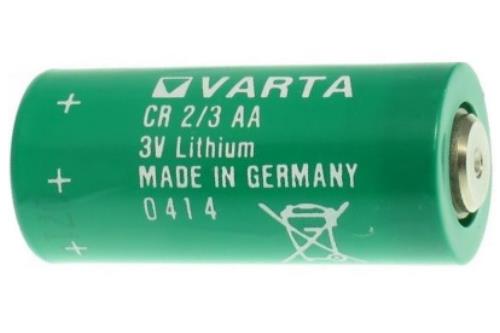 VARTA
CR 2/3 AA
3V Lithium
MADE IN GERMANY
0414
+
+
+